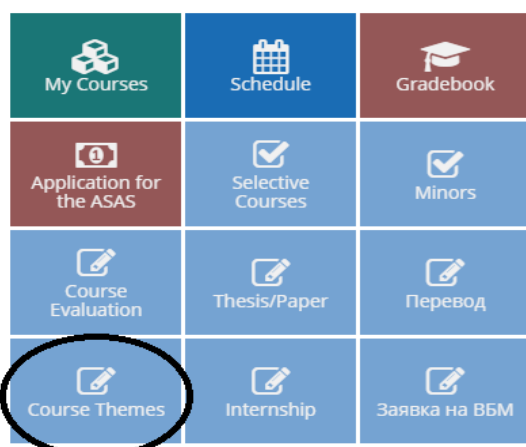 My Courses
Schedule
Gradebook
Application for
the ASAS
Selective
Courses
Minors
Course
Evaluation
Thesis/Paper
Перевод
Course Themes
Internship
Заявка на ВБМ